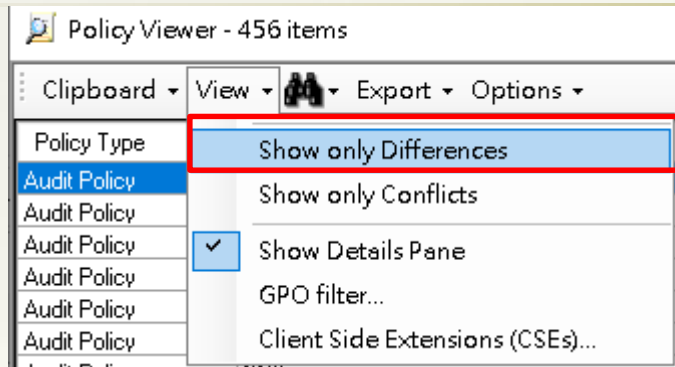 Policy Viewer - 456 items
Clipboard View Export Options
Policy Type
Show only Differences
Audit Policy
Show only Conflicts
Audit Policy
Audit Policy
Show Details Pane
Audit Policy
GPO filter...
Audit Policy
Audit Policy
Client Side Extensions (CSEs)...